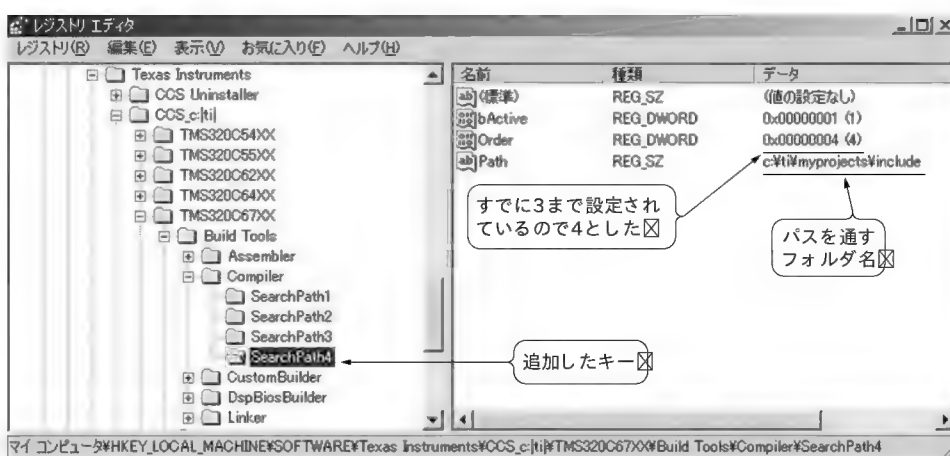 レジストリ エディタ
レジストリ(R) 編集(E) 表示(V) お気に入り(F) ヘルプ(H)
Texas Instruments
CCS Uninstaller
CCS_c:|ti|
TMS320C54XX
TMS320C55XX
TMS320C62XX
TMS320C64XX
TMS320C67XX
Build Tools
Assembler
Compiler
SearchPath1
SearchPath2
SearchPath3
SearchPath4
CustomBuilder
DspBiosBuilder
Linker
名前 種類 データ
(標準) REG_SZ (値の設定なし)
bActive REG_DWORD 0x00000001 (1)
Order REG_DWORD 0x00000004 (4)
Path REG_SZ c:¥ti¥myprojects¥include
すでに3まで設定され
ているので4とした
パスを通す
フォルダ名
追加したキー
マイ コンピュータ¥HKEY_LOCAL_MACHINE¥SOFTWARE¥Texas Instruments¥CCS_c:|ti|¥TMS320C67XX¥Build Tools¥Compiler¥SearchPath4